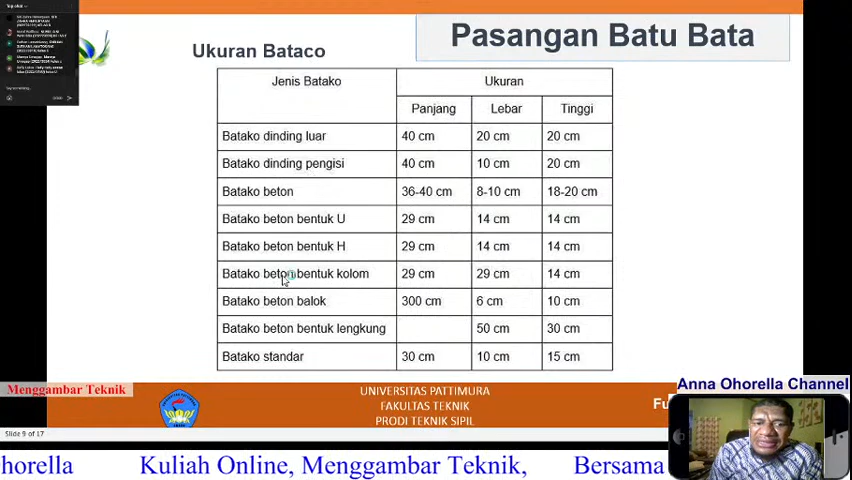 Pasangan Batu Bata
Ukuran Bataco
Jenis Batako Ukuran
Panjang Lebar Tinggi
Batako dinding luar 40 cm 20 cm 20 cm
Batako dinding pengisi 40 cm 10 cm 20 cm
Batako beton 36-40 cm 8-10 cm 18-20 cm
Batako beton bentuk U 29 cm 14 cm 14 cm
Batako beton bentuk H 29 cm 14 cm 14 cm
Batako beton bentuk kolom 29 cm 29 cm 14 cm
Batako beton balok 300 cm 6 cm 10 cm
Batako beton bentuk lengkung 50 cm 30 cm
Batako standar 30 cm 10 cm 15 cm
Menggambar Teknik
UNIVERSITAS PATTIMURA
FAKULTAS TEKNIK
PRODI TEKNIK SIPIL
Anna Ohorella Channel
Fu
Slide 9 of 17
horella Kuliah Online, Menggambar Teknik, Bersama